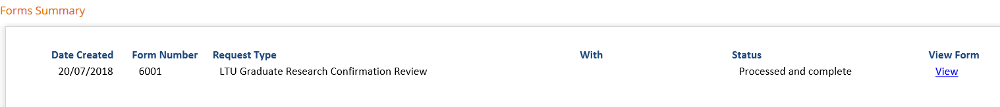 Forms Summary
Date Created Form Number Request Type With Status View Form
20/07/2018 6001 LTU Graduate Research Confirmation Review Processed and complete View